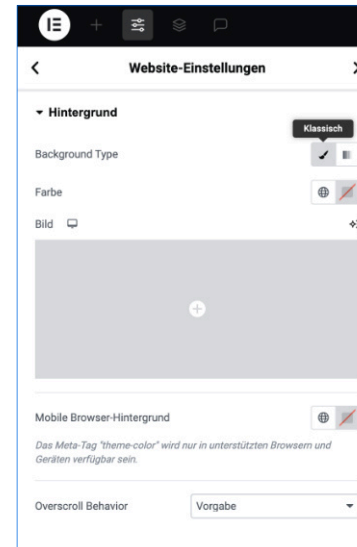 Website-Einstellungen
Hintergrund
Klassisch
Background Type
Farbe
Bild
Mobile Browser-Hintergrund
Das Meta-Tag "theme-color" wird nur in unterstützten Browsern und
Geräten verfügbar sein.
Overscroll Behavior
Vorgabe